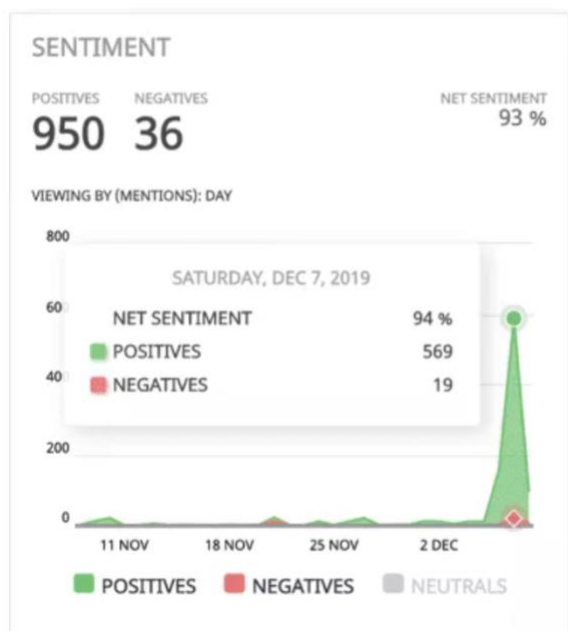 SENTIMENT
POSITIVES NEGATIVES NET SENTIMENT
950 36 93 %
VIEWING BY (MENTIONS): DAY
800
SATURDAY, DEC 7, 2019
60 NET SENTIMENT 94 %
POSITIVES 569
40 NEGATIVES 19
200
0
11 NOV 18 NOV 25 NOV 2 DEC
POSITIVES NEGATIVES NEUTRALS